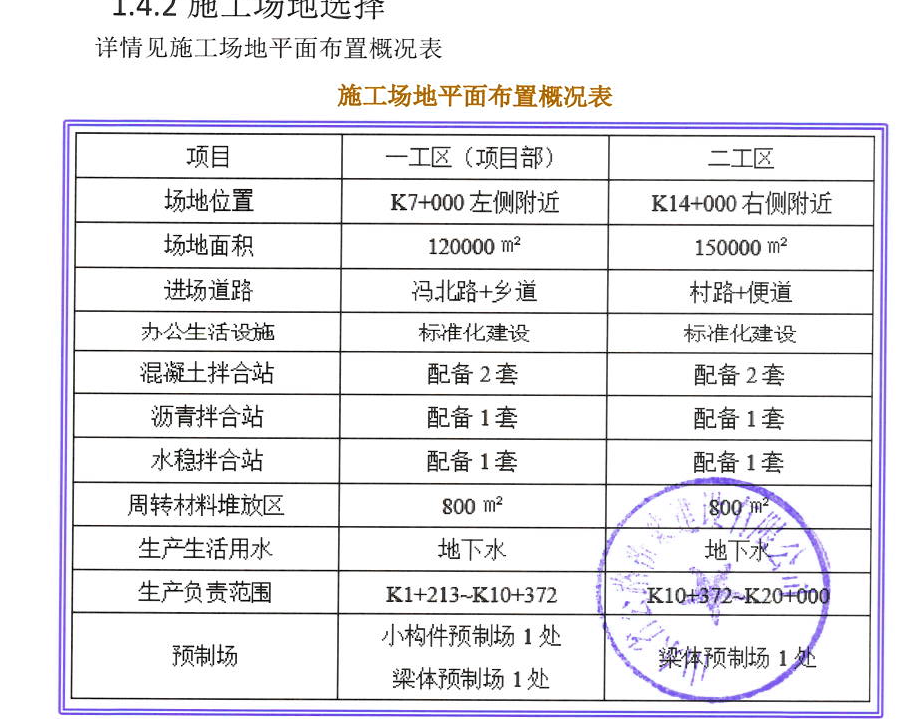 1.4.2 施工场地选择
详情见施工场地平面布置概况表
施工场地平面布置概况表
项目 一工区（项目部） 二工区
场地位置 K7+000 左侧附近 K14+000 右侧附近
场地面积 120000 ㎡ 150000 ㎡
进场道路 冯北路+乡道 村路+便道
办公生活设施 标准化建设 标准化建设
混凝土拌合站 配备 2 套 配备 2 套
沥青拌合站 配备 1 套 配备 1 套
水稳拌合站 配备 1 套 配备 1 套
周转材料堆放区 800 ㎡ 800 ㎡
生产生活用水 地下水 地下水
生产负责范围 K1+213~K10+372 K10+372~K20+000
预制场 小构件预制场 1 处 梁体预制场 1 处
梁体预制场 1 处
建设有限公司